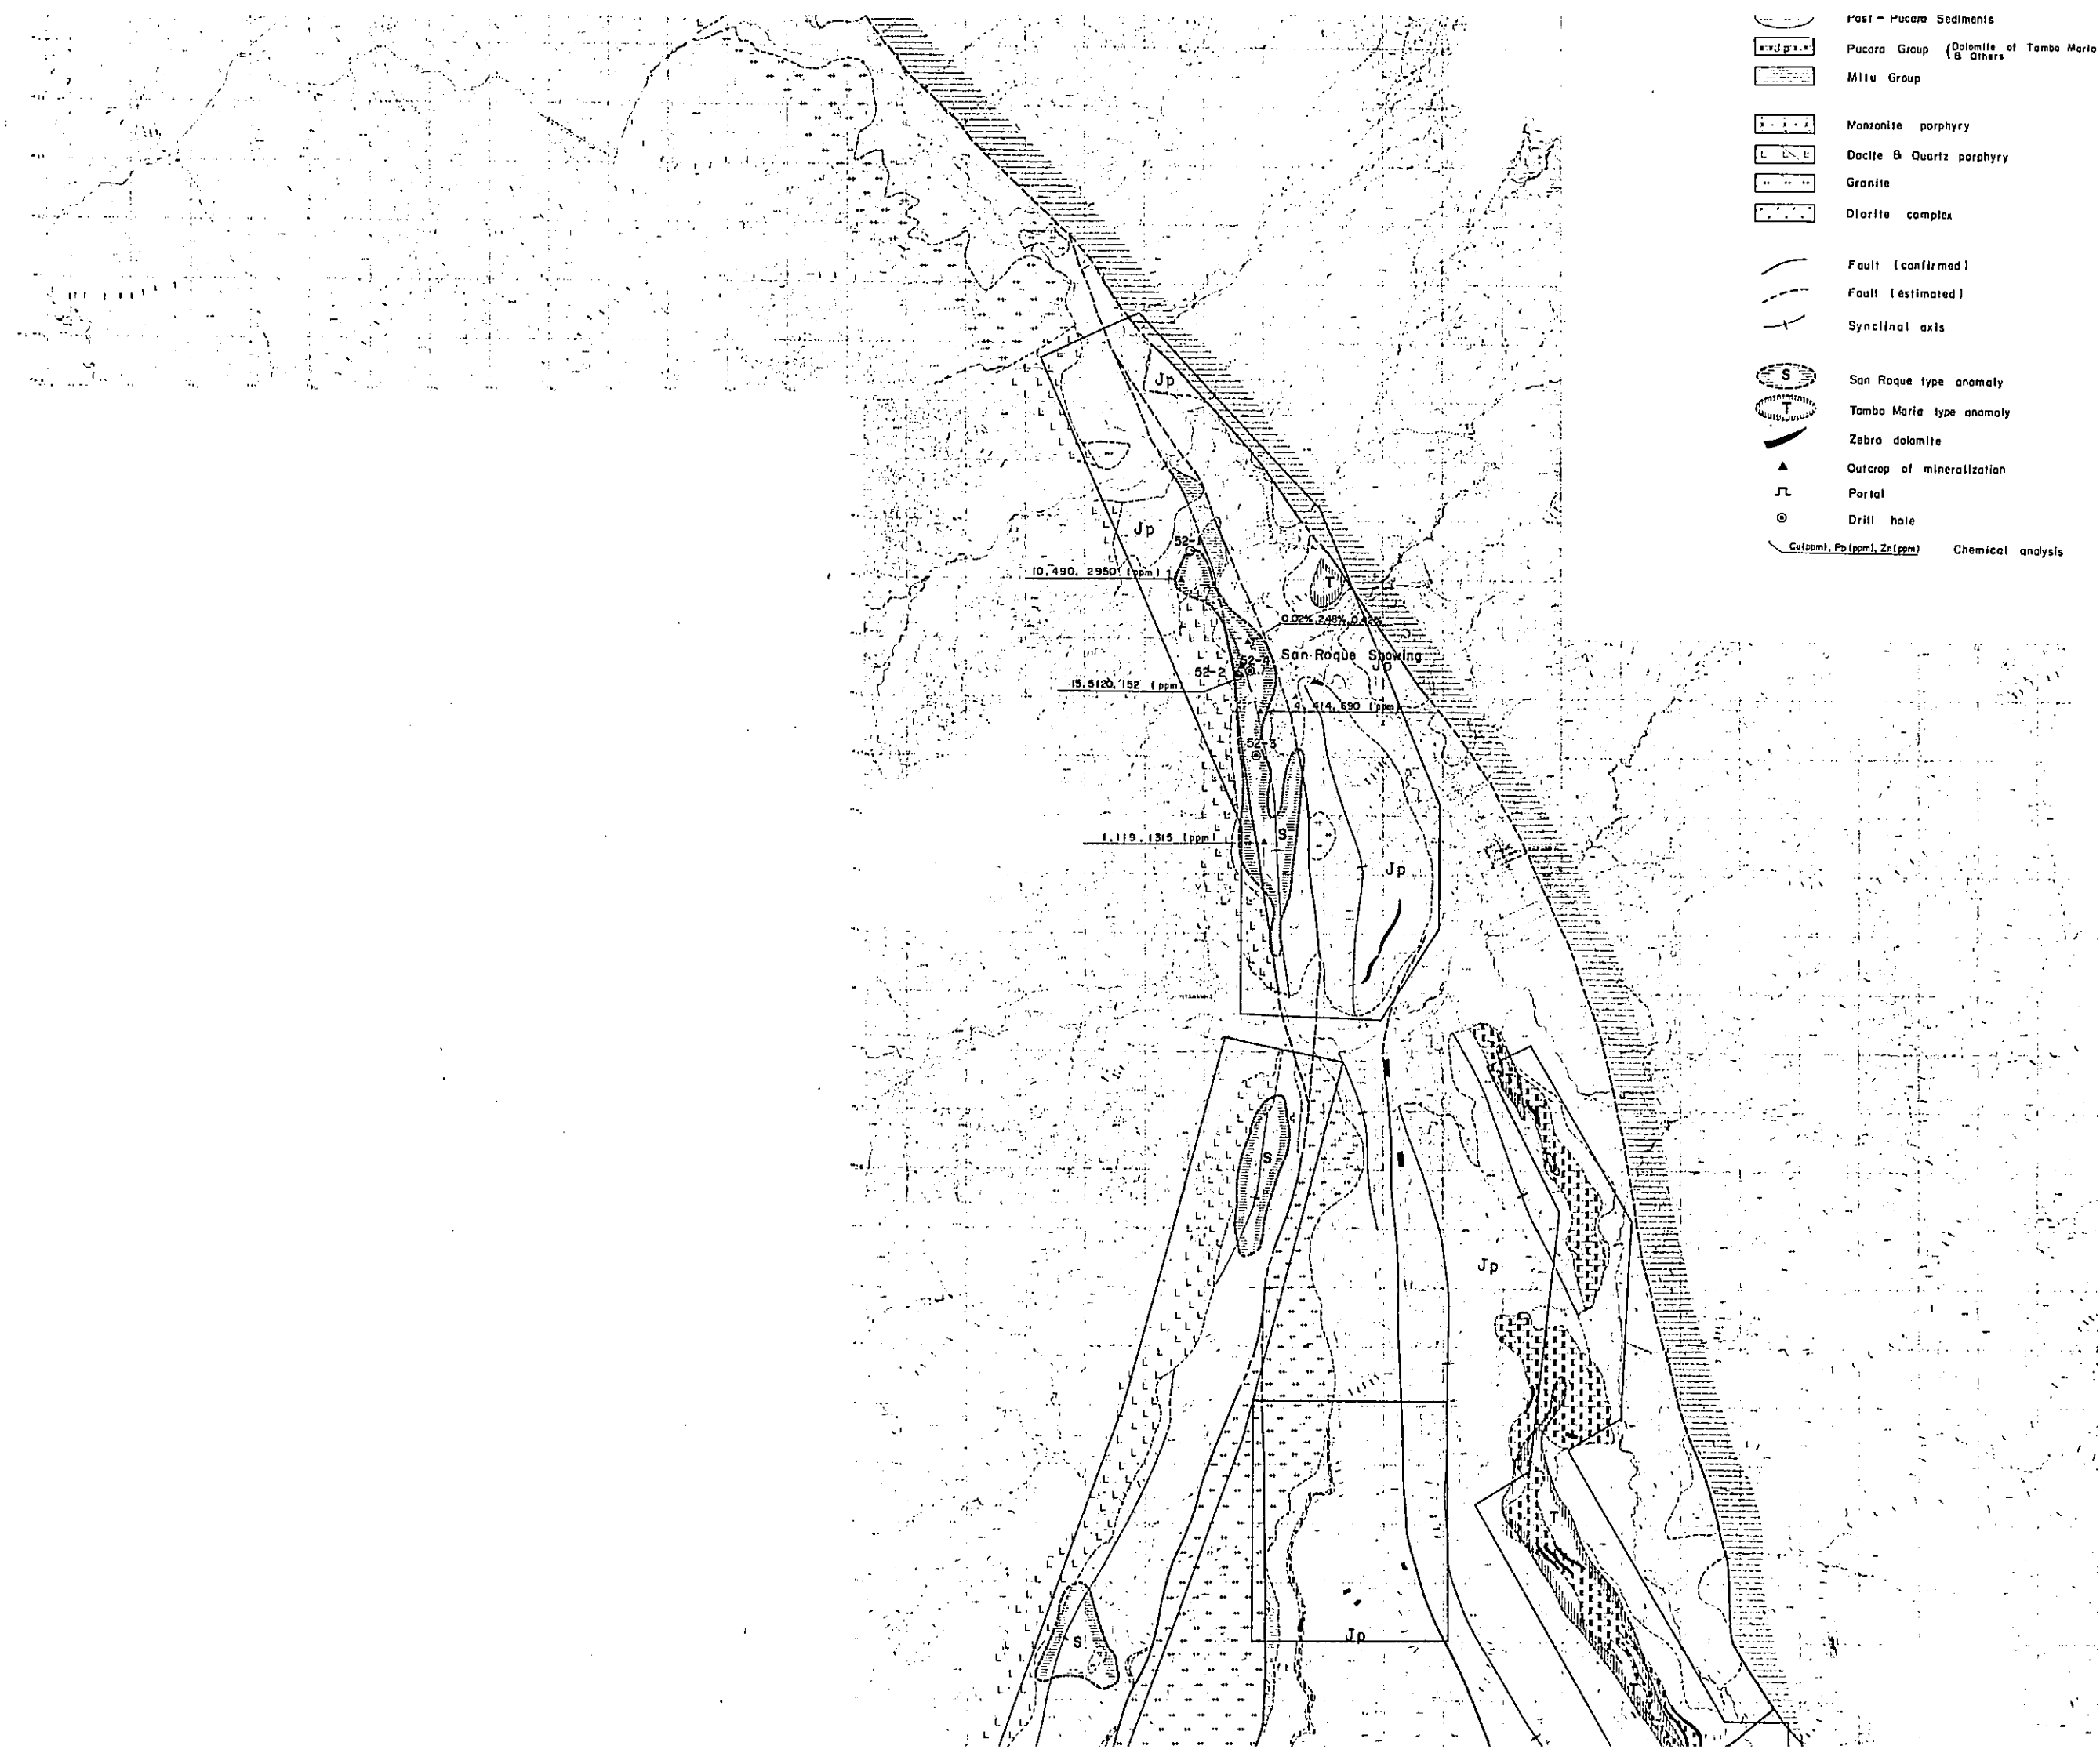 Post - Pucara Sediments
Jp
Pucara Group (Dolomite of Tambo Maria
& Others
Mitu Group
Monzonite porphyry
L L L
Dacite & Quartz porphyry
Granite
Diorite complex
Fault (confirmed)
Fault (estimated)
Synclinal axis
S
San Roque type anomaly
T
Tambo Maria type anomaly
Zebra dolomite
Outcrop of mineralization
Portal
Drill hole
Cu(ppm), Pb(ppm), Zn(ppm)
Chemical analysis
Jp
Jp
52-1
10, 490, 2950 (ppm)
T
0.02%, 2.48%, 0.42%
San Roque Showing
Jp
52-4
52-2
15, 5120, 152 (ppm)
4, 414, 690 (ppm)
52-3
1, 119, 1315 (ppm)
S
Jp
T
S
Jp
T
S
Jp
T